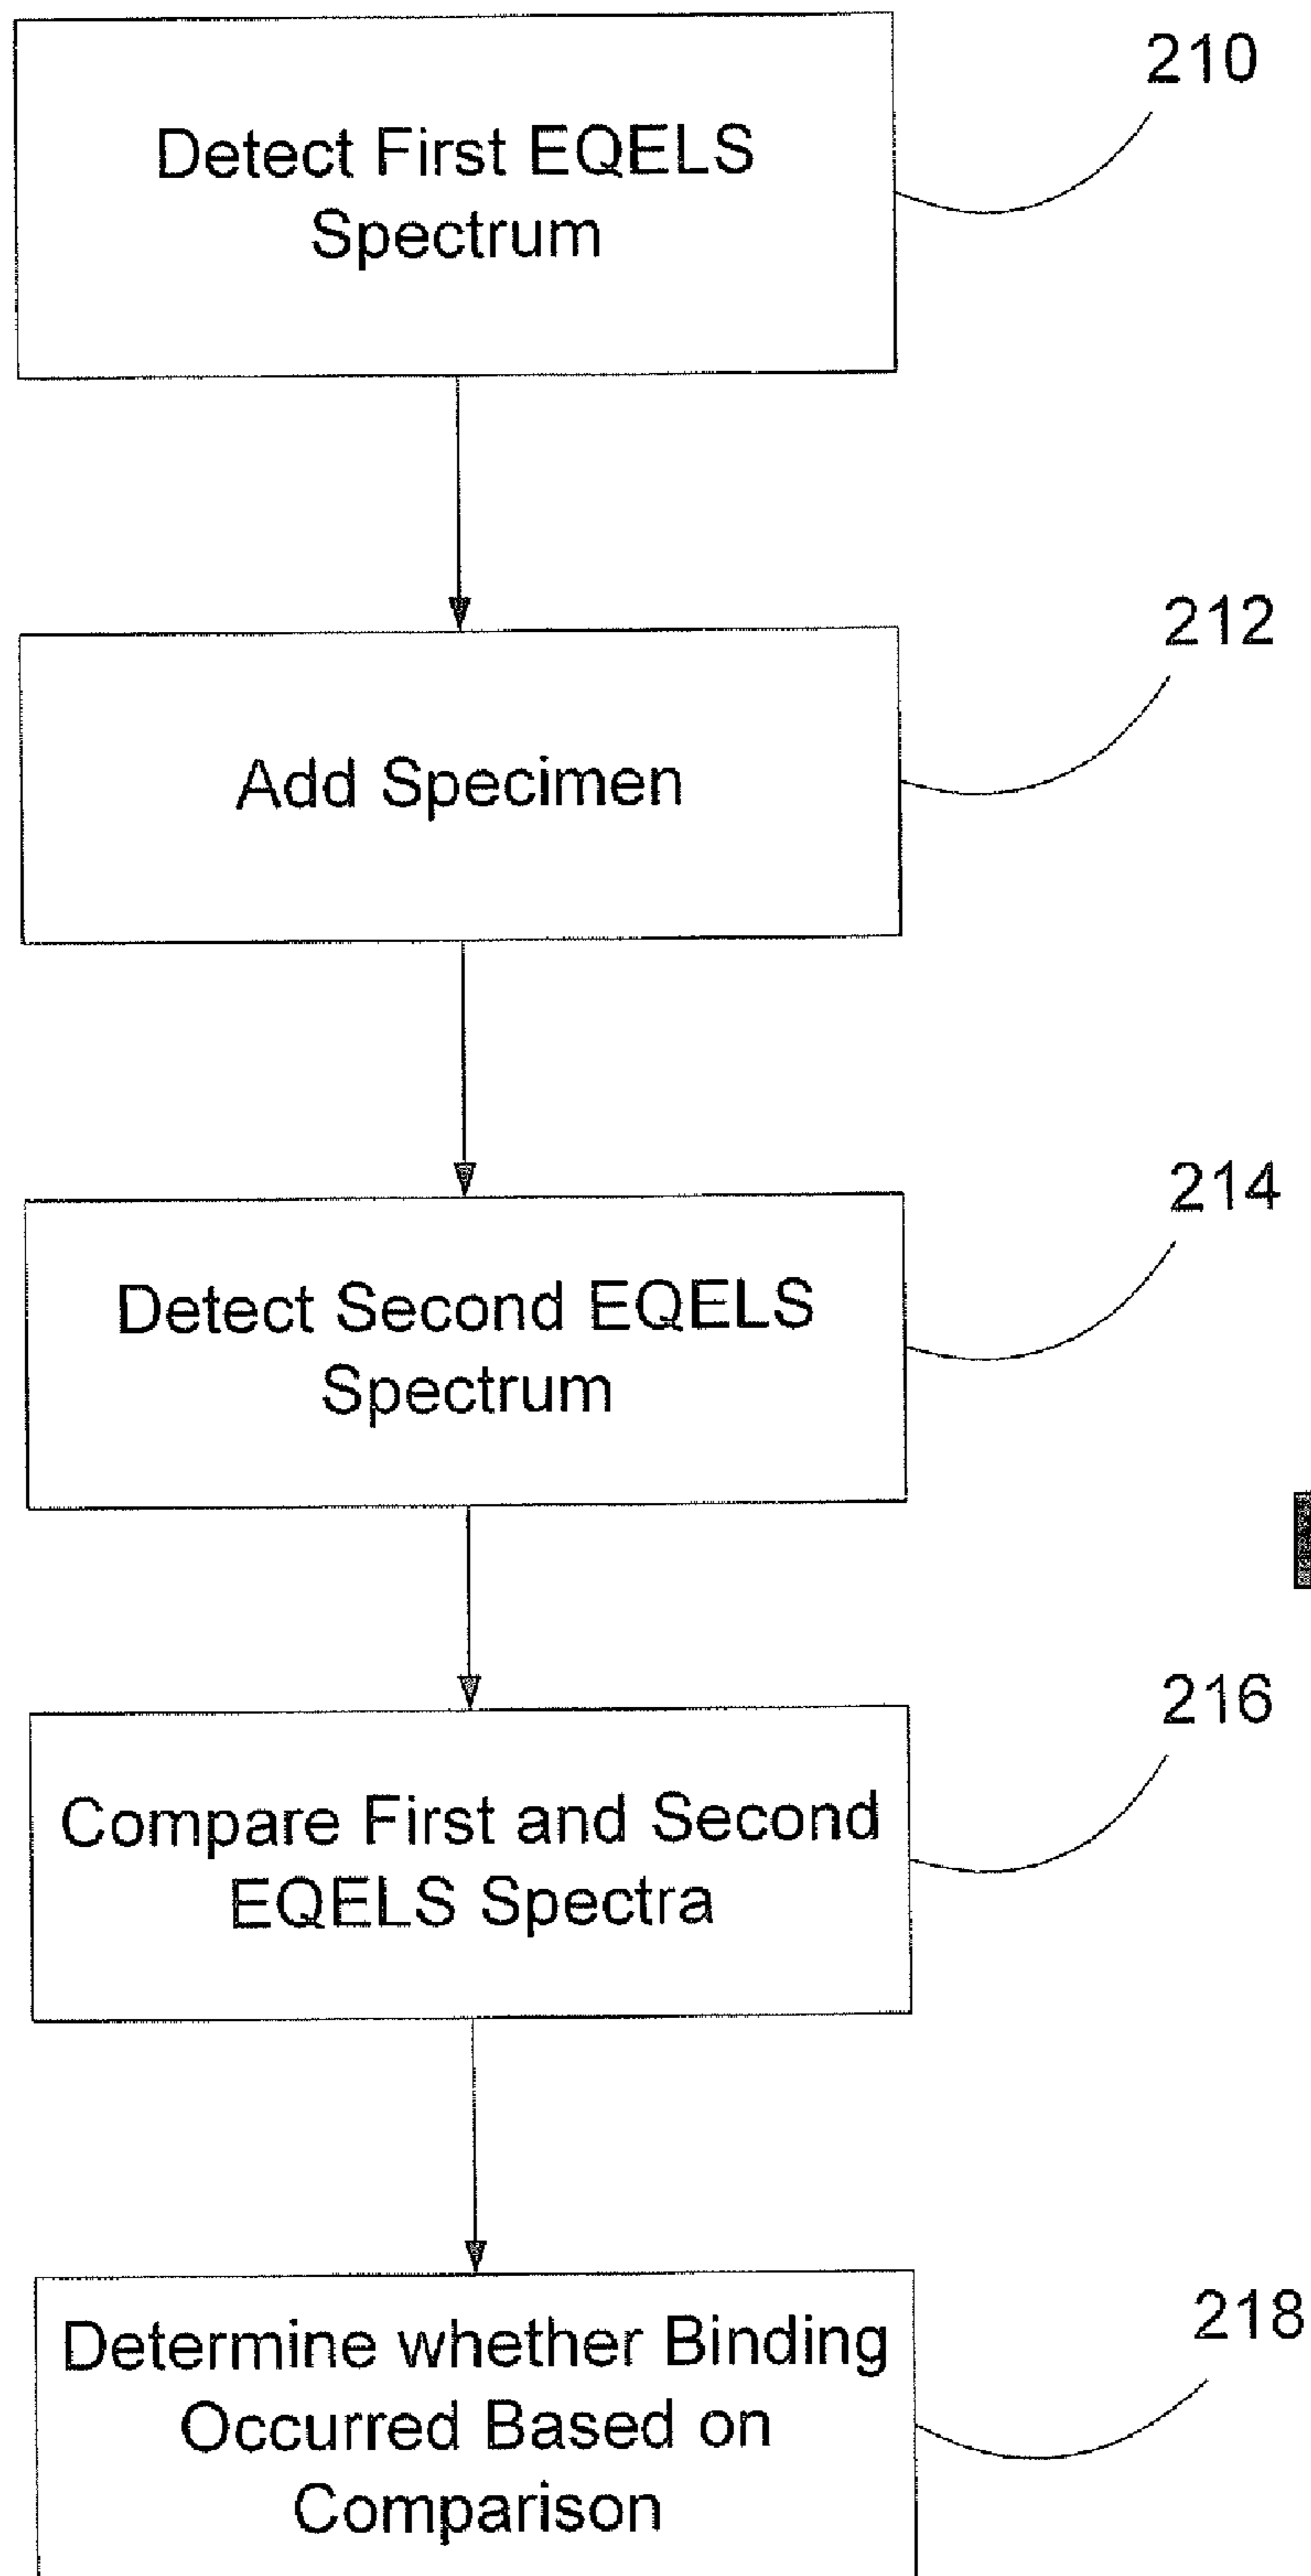 210
Detect First EQELS
Spectrum
212
Add Specimen
214
Detect Second EQELS
Spectrum
216
Compare First and Second
EQELS Spectra
218
Determine whether Binding
Occurred Based on
Comparison